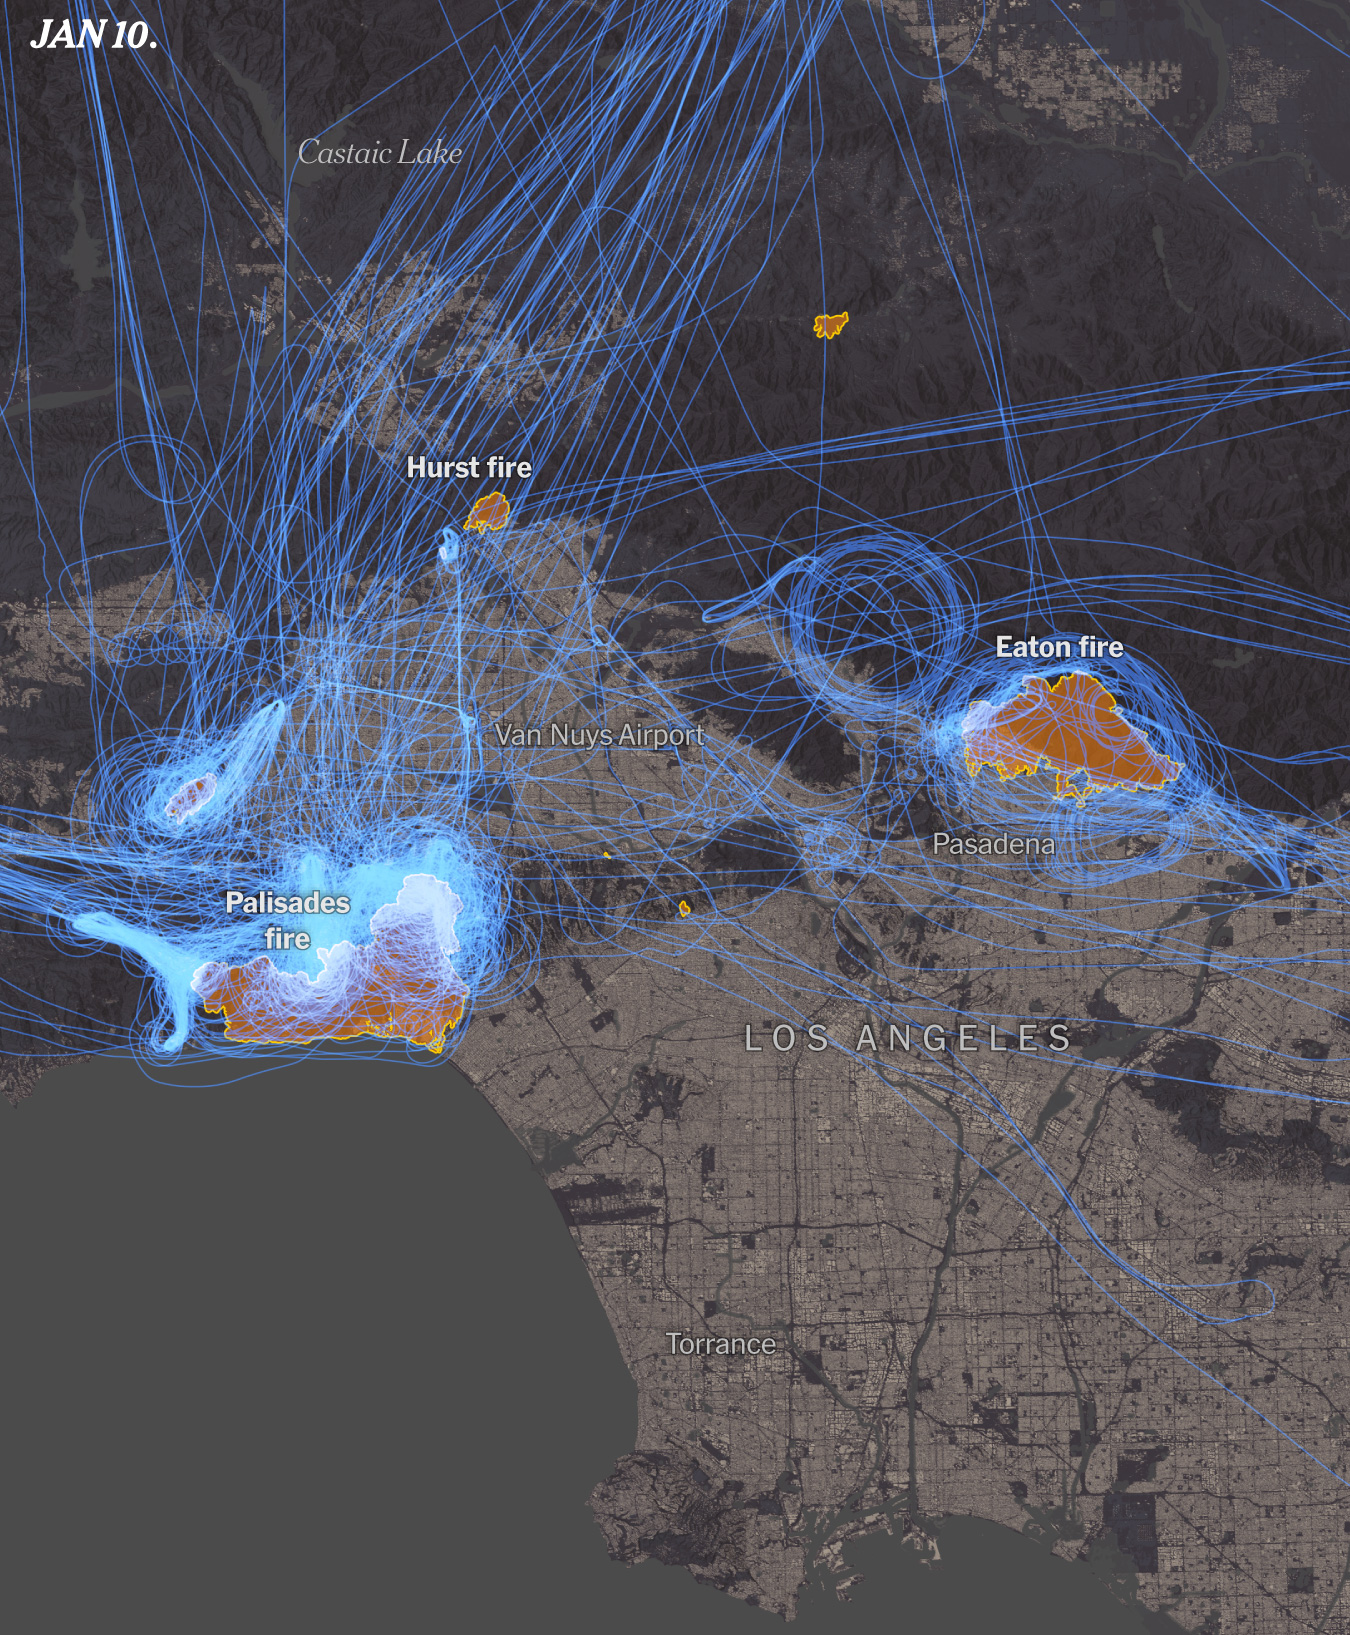 JAN 10.
Castaic Lake
Hurst fire
Eaton fire
Van Nuys Airport
Pasadena
Palisades
fire
LOS ANGELES
Torrance